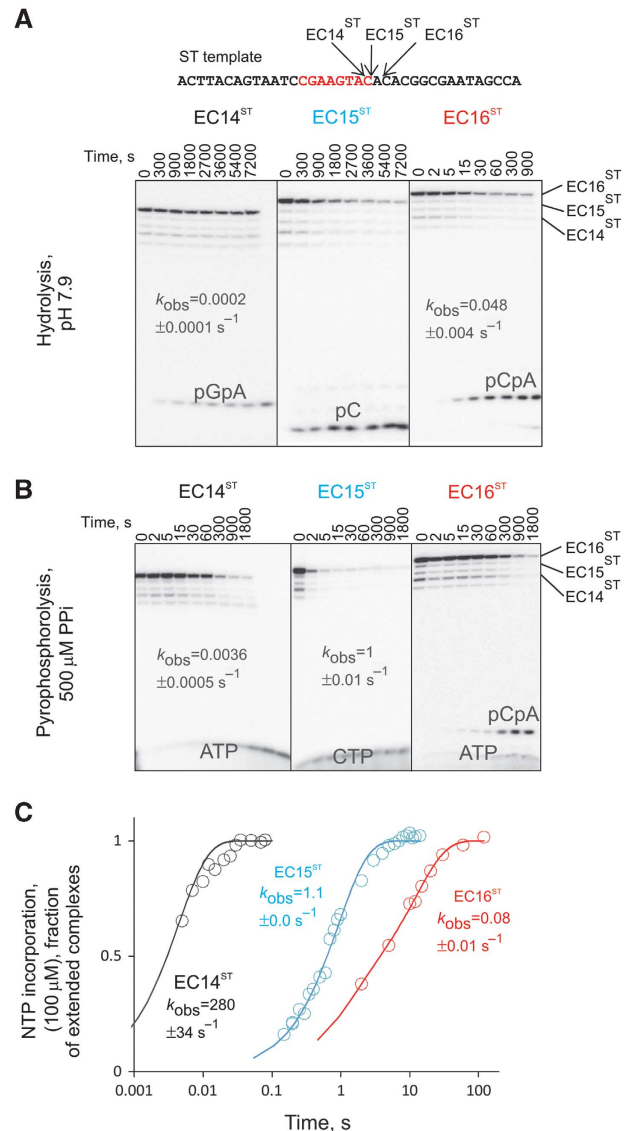 A
EC14ST EC15ST EC16ST
ST template
ACTTACAGTAATCCGAAGTACACACGGCGAATAGCCA
EC14ST EC15ST EC16ST
Time, s 0 300 900 1800 2700 3600 5400 7200 0 300 900 1800 2700 3600 5400 7200 0 2 5 15 30 60 300 900
EC16ST
EC15ST
EC14ST
Hydrolysis,
pH 7.9
kobs=0.0002
±0.0001 s−1
kobs=0.048
±0.004 s−1
pGpA
pC
pCpA
B
EC14ST EC15ST EC16ST
Time, s 0 2 5 15 30 60 300 9000 1800 0 2 5 15 30 60 300 9000 1800 0 2 5 15 30 60 300 9000 1800
EC16ST
EC15ST
EC14ST
Pyrophosphorolysis,
500 µM PPi
kobs=0.0036
±0.0005 s−1
kobs=1
±0.01 s−1
pCpA
ATP
CTP
ATP
C
NTP incorporation,
(100 µM), fraction
of extended complexes
1
0.5
0
EC15ST
kobs=1.1
±0.0 s−1
EC16ST
kobs=0.08
±0.01 s−1
EC14ST
kobs=280
±34 s−1
0.001 0.01 0.1 1 10 100
Time, s